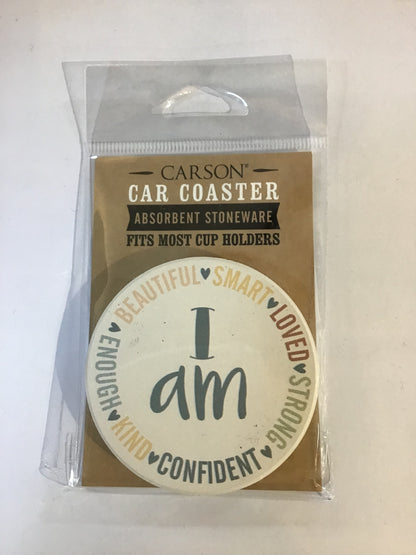 CARSON®
CAR COASTER
ABSORBENT STONEWARE
FITS MOST CUP HOLDERS
I
am
BEAUTIFUL♥SMART♥LOVED♥STRONG♥CONFIDENT♥KIND♥ENOUGH♥